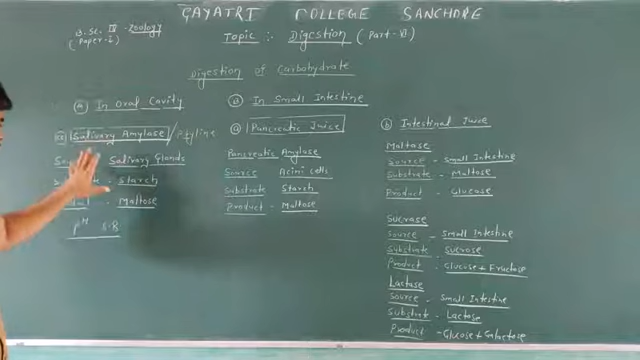 GAYATRI COLLEGE SANCHORE
B.Sc. III - Zoology
(Paper-I)
Topic :- Digestion (Part-VI)
Digestion of Carbohydrate
(a) In Oral Cavity
Salivary Amylase/Ptyline
Salivary Glands
- Starch
- Maltose
pH 5.8
In Small Intestine
(a) Pancreatic Juice
Pancreatic Amylase
Source Acini cells
Substrate - Starch
Product - Maltose
(b) Intestinal Juice
Maltase
Source - Small Intestine
Substrate - Maltose
Product - Glucose
Sucrase
Source - Small Intestine
Substrate - Sucrose
Product - Glucose + Fructose
Lactase
Source - Small Intestine
Substrate - Lactose
Product - Glucose + Galactose